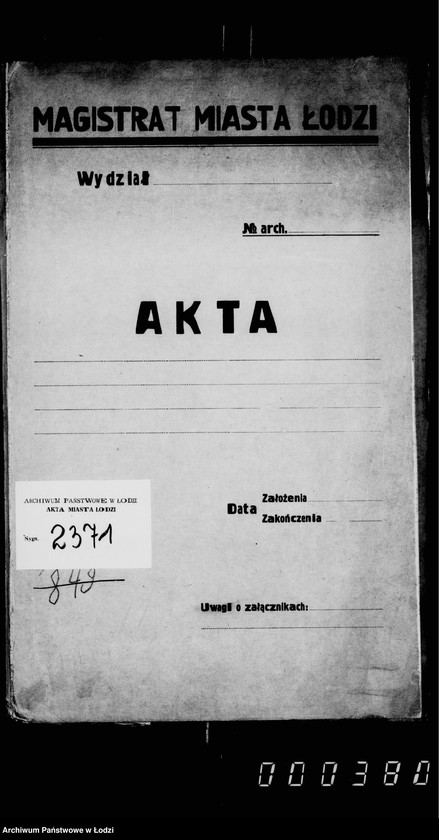 MAGISTRAT MIASTA ŁODZI
Wydział
№ arch.
AKTA
ARCHIWUM PAŃSTWOWE W ŁODZI
AKTA MIASTA ŁODZI
Sygn. 2371
848
Data
Założenia
Zakończenia
Uwagi o załącznikach:
000380
Archiwum Państwowe w Łodzi